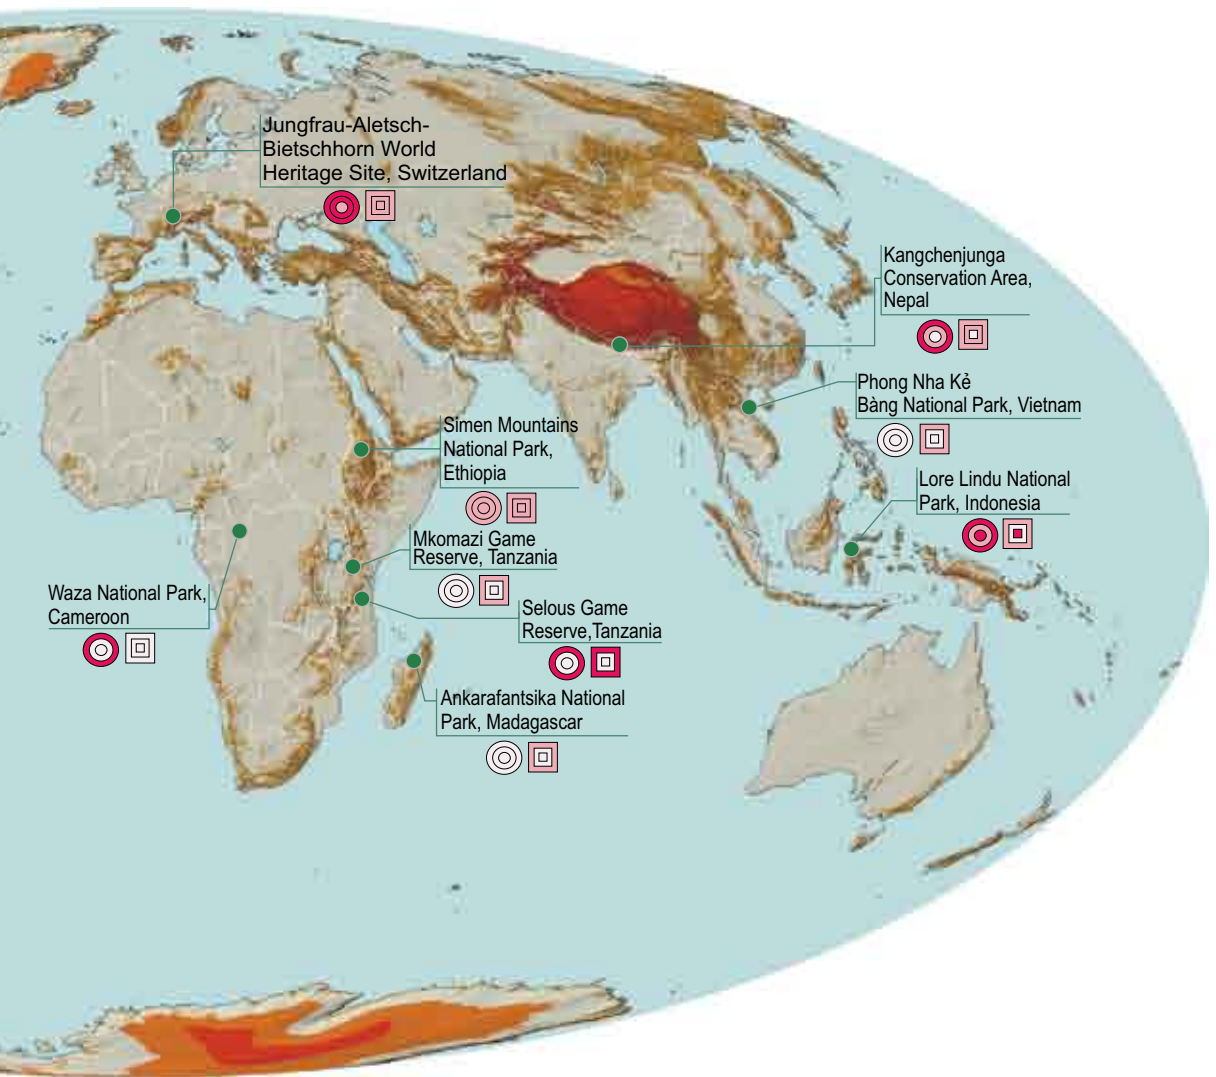 Jungfrau-Aletsch-
Bietschhorn World
Heritage Site, Switzerland
Kangchenjunga
Conservation Area,
Nepal
Phong Nha Kẻ
Bàng National Park, Vietnam
Simen Mountains
National Park,
Ethiopia
Lore Lindu National
Park, Indonesia
Mkomazi Game
Reserve, Tanzania
Waza National Park,
Cameroon
Selous Game
Reserve,Tanzania
Ankarafantsika National
Park, Madagascar